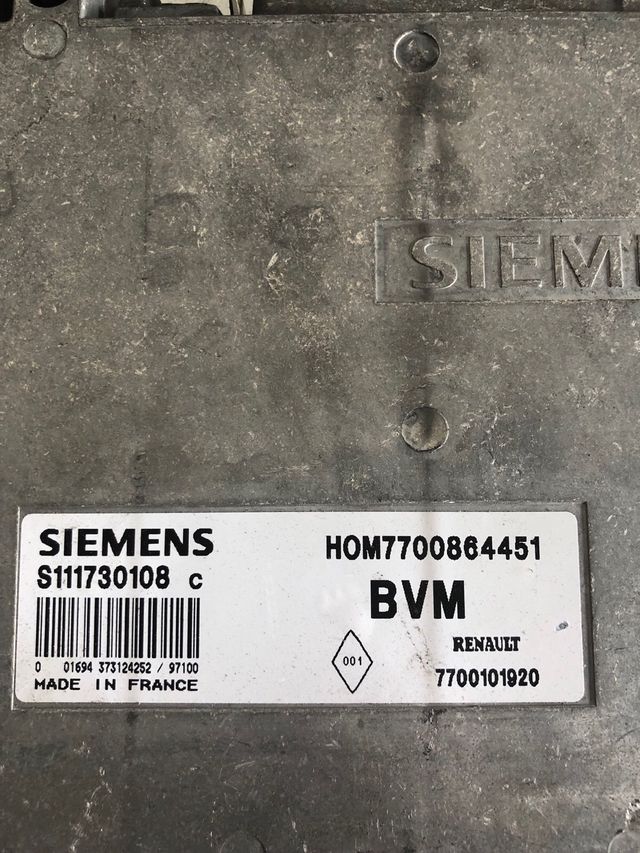 SIEM
SIEMENS
S111730108 C
0 01694 373124252 / 97100
MADE IN FRANCE
HOM7700864451
BVM
001
RENAULT
7700101920